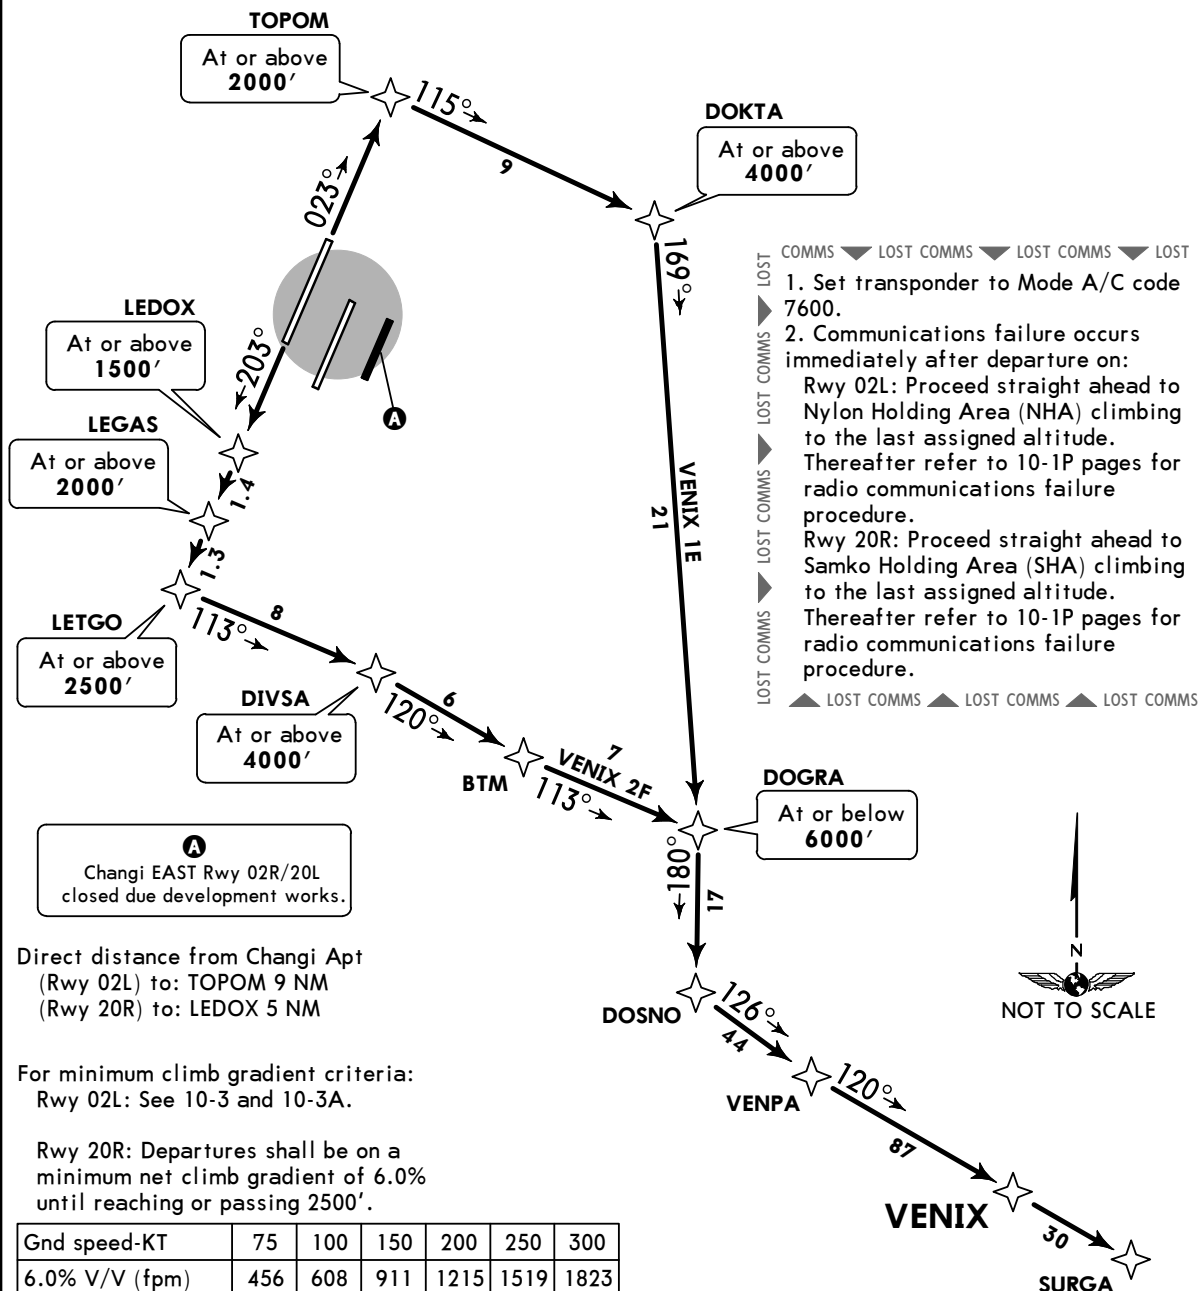 TOPOM
At or above
2000′
115°
9
DOKTA
At or above
4000′
023°
169°
LEDOX
At or above
1500′
203°
A
LEGAS
At or above
2000′
1.4
1.3
LETGO
At or above
2500′
113°
8
DIVSA
At or above
4000′
120°
6
BTM
7
VENIX 2F
113°
VENIX 1E
21
DOGRA
At or below
6000′
180°
17
DOSNO
126°
44
VENPA
120°
87
VENIX
30
SURGA
COMMS LOST COMMS LOST COMMS LOST
LOST
LOST COMMS
LOST COMMS
LOST COMMS
1. Set transponder to Mode A/C code
7600.
2. Communications failure occurs
immediately after departure on:
Rwy 02L: Proceed straight ahead to
Nylon Holding Area (NHA) climbing
to the last assigned altitude.
Thereafter refer to 10-1P pages for
radio communications failure
procedure.
Rwy 20R: Proceed straight ahead to
Samko Holding Area (SHA) climbing
to the last assigned altitude.
Thereafter refer to 10-1P pages for
radio communications failure
procedure.
LOST COMMS LOST COMMS LOST COMMS
A
Changi EAST Rwy 02R/20L
closed due development works.
N
NOT TO SCALE
Direct distance from Changi Apt
(Rwy 02L) to: TOPOM 9 NM
(Rwy 20R) to: LEDOX 5 NM
For minimum climb gradient criteria:
Rwy 02L: See 10-3 and 10-3A.
Rwy 20R: Departures shall be on a
minimum net climb gradient of 6.0%
until reaching or passing 2500′.
Gnd speed-KT 75 100 150 200 250 300
6.0% V/V (fpm) 456 608 911 1215 1519 1823